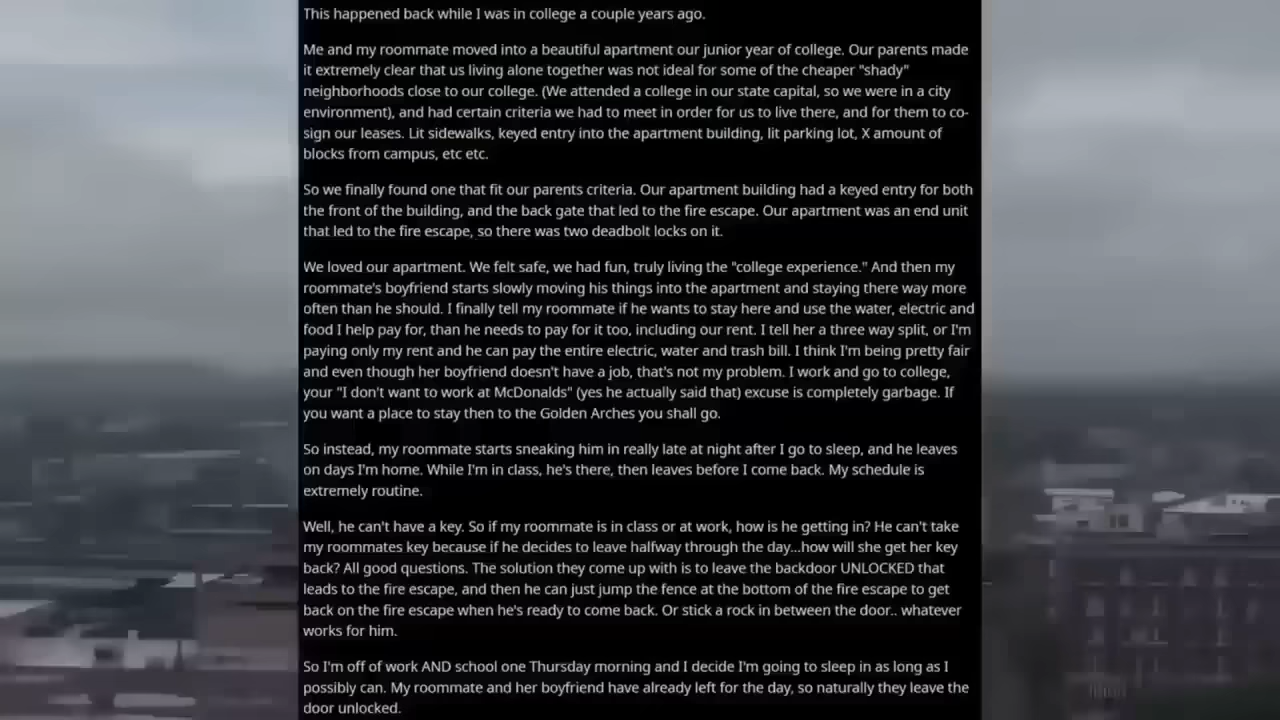 This happened back while I was in college a couple years ago.
Me and my roommate moved into a beautiful apartment our junior year of college. Our parents made
it extremely clear that us living alone together was not ideal for some of the cheaper "shady"
neighborhoods close to our college. (We attended a college in our state capital, so we were in a city
environment), and had certain criteria we had to meet in order for us to live there, and for them to co-
sign our leases. Lit sidewalks, keyed entry into the apartment building, lit parking lot, X amount of
blocks from campus, etc etc.
So we finally found one that fit our parents criteria. Our apartment building had a keyed entry for both
the front of the building, and the back gate that led to the fire escape. Our apartment was an end unit
that led to the fire escape, so there was two deadbolt locks on it.
We loved our apartment. We felt safe, we had fun, truly living the "college experience." And then my
roommate's boyfriend starts slowly moving his things into the apartment and staying there way more
often than he should. I finally tell my roommate if he wants to stay here and use the water, electric and
food I help pay for, than he needs to pay for it too, including our rent. I tell her a three way split, or I'm
paying only my rent and he can pay the entire electric, water and trash bill. I think I'm being pretty fair
and even though her boyfriend doesn't have a job, that's not my problem. I work and go to college,
your "I don't want to work at McDonalds" (yes he actually said that) excuse is completely garbage. If
you want a place to stay then to the Golden Arches you shall go.
So instead, my roommate starts sneaking him in really late at night after I go to sleep, and he leaves
on days I'm home. While I'm in class, he's there, then leaves before I come back. My schedule is
extremely routine.
Well, he can't have a key. So if my roommate is in class or at work, how is he getting in? He can't take
my roommates key because if he decides to leave halfway through the day...how will she get her key
back? All good questions. The solution they come up with is to leave the backdoor UNLOCKED that
leads to the fire escape, and then he can just jump the fence at the bottom of the fire escape to get
back on the fire escape when he's ready to come back. Or stick a rock in between the door.. whatever
works for him.
So I'm off of work AND school one Thursday morning and I decide I'm going to sleep in as long as I
possibly can. My roommate and her boyfriend have already left for the day, so naturally they leave the
door unlocked.